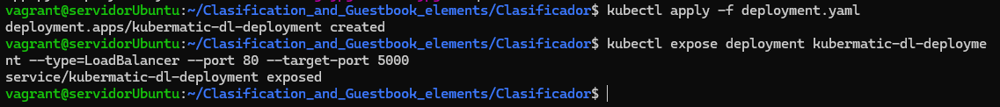 vagrant@servidorUbuntu:~/Clasification_and_Guestbook_elements/Clasificador$ kubectl apply -f deployment.yaml
deployment.apps/kubermatic-dl-deployment created
vagrant@servidorUbuntu:~/Clasification_and_Guestbook_elements/Clasificador$ kubectl expose deployment kubermatic-dl-deployme
nt --type=LoadBalancer --port 80 --target-port 5000
service/kubermatic-dl-deployment exposed
vagrant@servidorUbuntu:~/Clasification_and_Guestbook_elements/Clasificador$